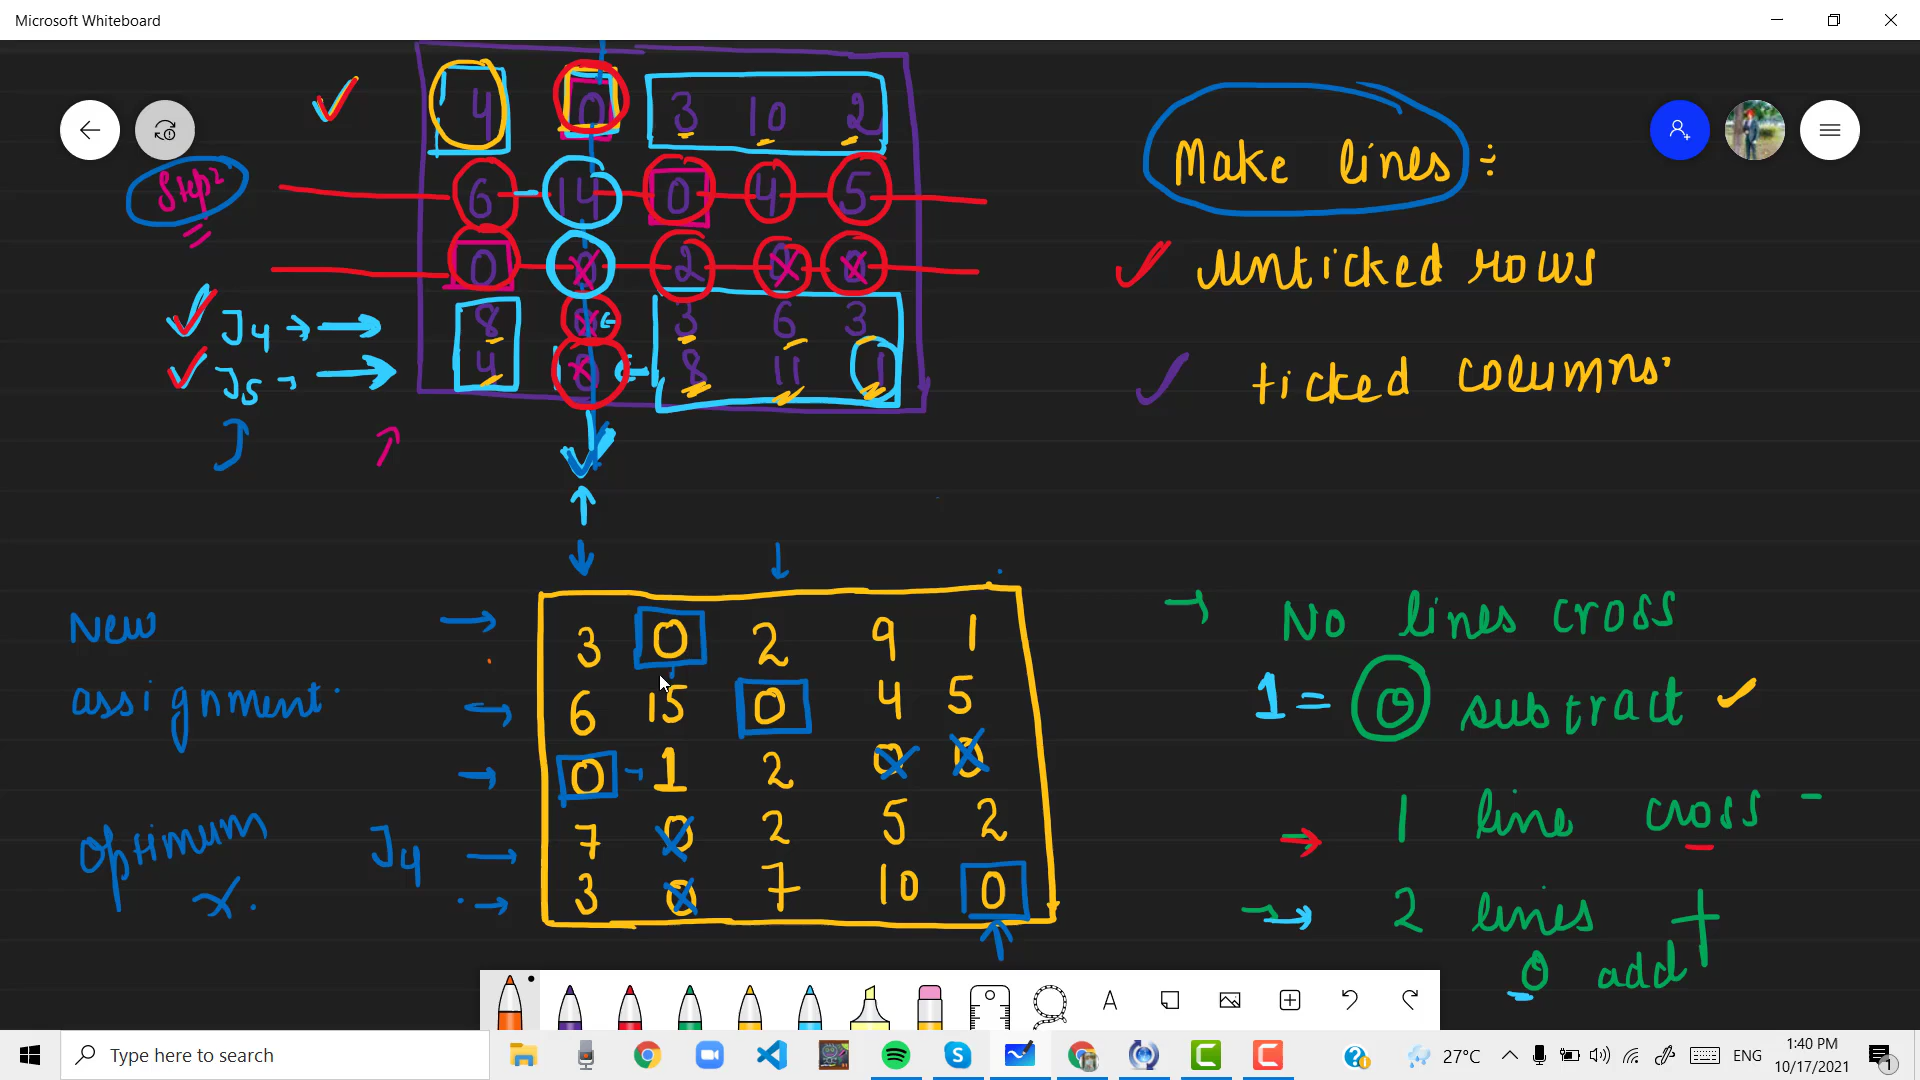 Microsoft Whiteboard
4 0 3 10 2
Step 2
6 14 0 4 5
0 0 2 0 0
J4 8 0 3 6 3
J5 4 0 8 11 1
J
Make lines :
unticked rows
ticked columns.
New
assignment.
Optimum
x.
J4
3 0 2 9 1
6 15 0 4 5
0 1 2 0 0
7 0 2 5 2
3 0 7 10 0
No lines cross
1 = θ subtract
1 line cross -
2 lines +
θ add
Type here to search
27°C
ENG
1:40 PM
10/17/2021
1